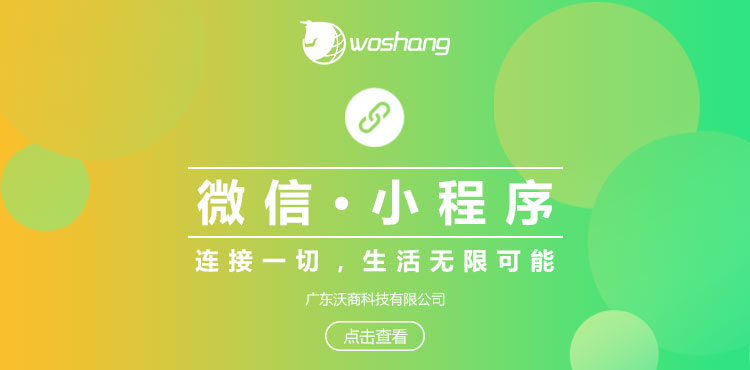 woshang
微信·小程序
连接一切，生活无限可能
广东沃商科技有限公司
点击查看